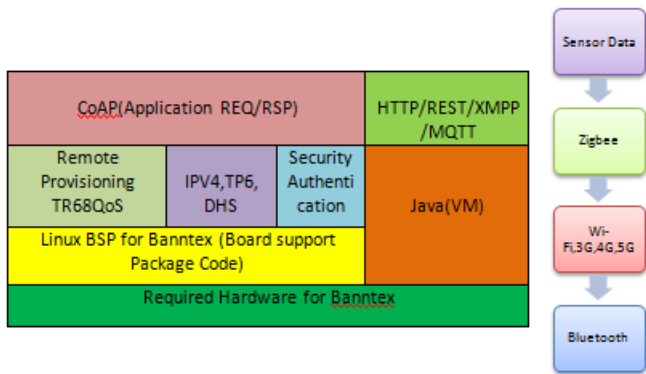 CoAP(Application REQ/RSP)
HTTP/REST/XMPP
/MQTT
Remote
Provisioning
TR68QoS
IPV4,TP6,
DHS
Security
Authenti
cation
Java(VM)
Linux BSP for Banntex (Board support
Package Code)
Required Hardware for Banntex
Sensor Data
Zigbee
Wi-
Fi,3G,4G,5G
Bluetooth